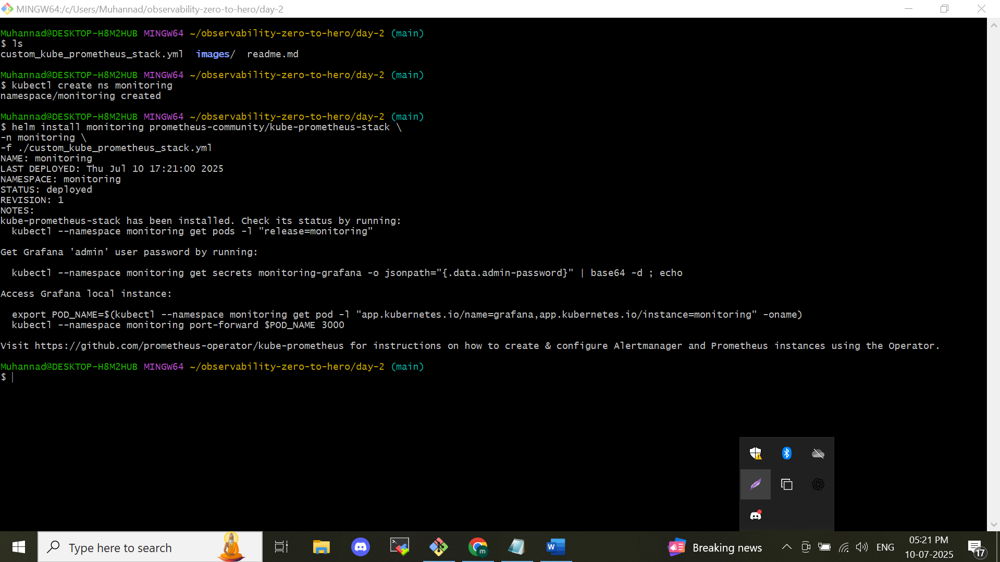 MINGW64:/c/Users/Muhannad/observability-zero-to-hero/day-2
Muhannad@DESKTOP-H8M2HUB MINGW64 ~/observability-zero-to-hero/day-2 (main)
$ ls
custom_kube_prometheus_stack.yml  images/  readme.md
Muhannad@DESKTOP-H8M2HUB MINGW64 ~/observability-zero-to-hero/day-2 (main)
$ kubectl create ns monitoring
namespace/monitoring created
Muhannad@DESKTOP-H8M2HUB MINGW64 ~/observability-zero-to-hero/day-2 (main)
$ helm install monitoring prometheus-community/kube-prometheus-stack \
-n monitoring \
-f ./custom_kube_prometheus_stack.yml
NAME: monitoring
LAST DEPLOYED: Thu Jul 10 17:21:00 2025
NAMESPACE: monitoring
STATUS: deployed
REVISION: 1
NOTES:
kube-prometheus-stack has been installed. Check its status by running:
  kubectl --namespace monitoring get pods -l "release=monitoring"
Get Grafana 'admin' user password by running:
  kubectl --namespace monitoring get secrets monitoring-grafana -o jsonpath="{.data.admin-password}" | base64 -d ; echo
Access Grafana local instance:
  export POD_NAME=$(kubectl --namespace monitoring get pod -l "app.kubernetes.io/name=grafana,app.kubernetes.io/instance=monitoring" -oname)
  kubectl --namespace monitoring port-forward $POD_NAME 3000
Visit https://github.com/prometheus-operator/kube-prometheus for instructions on how to create & configure Alertmanager and Prometheus instances using the Operator.
Muhannad@DESKTOP-H8M2HUB MINGW64 ~/observability-zero-to-hero/day-2 (main)
$
Type here to search
m
W
Breaking news
ENG
05:21 PM
10-07-2025
17